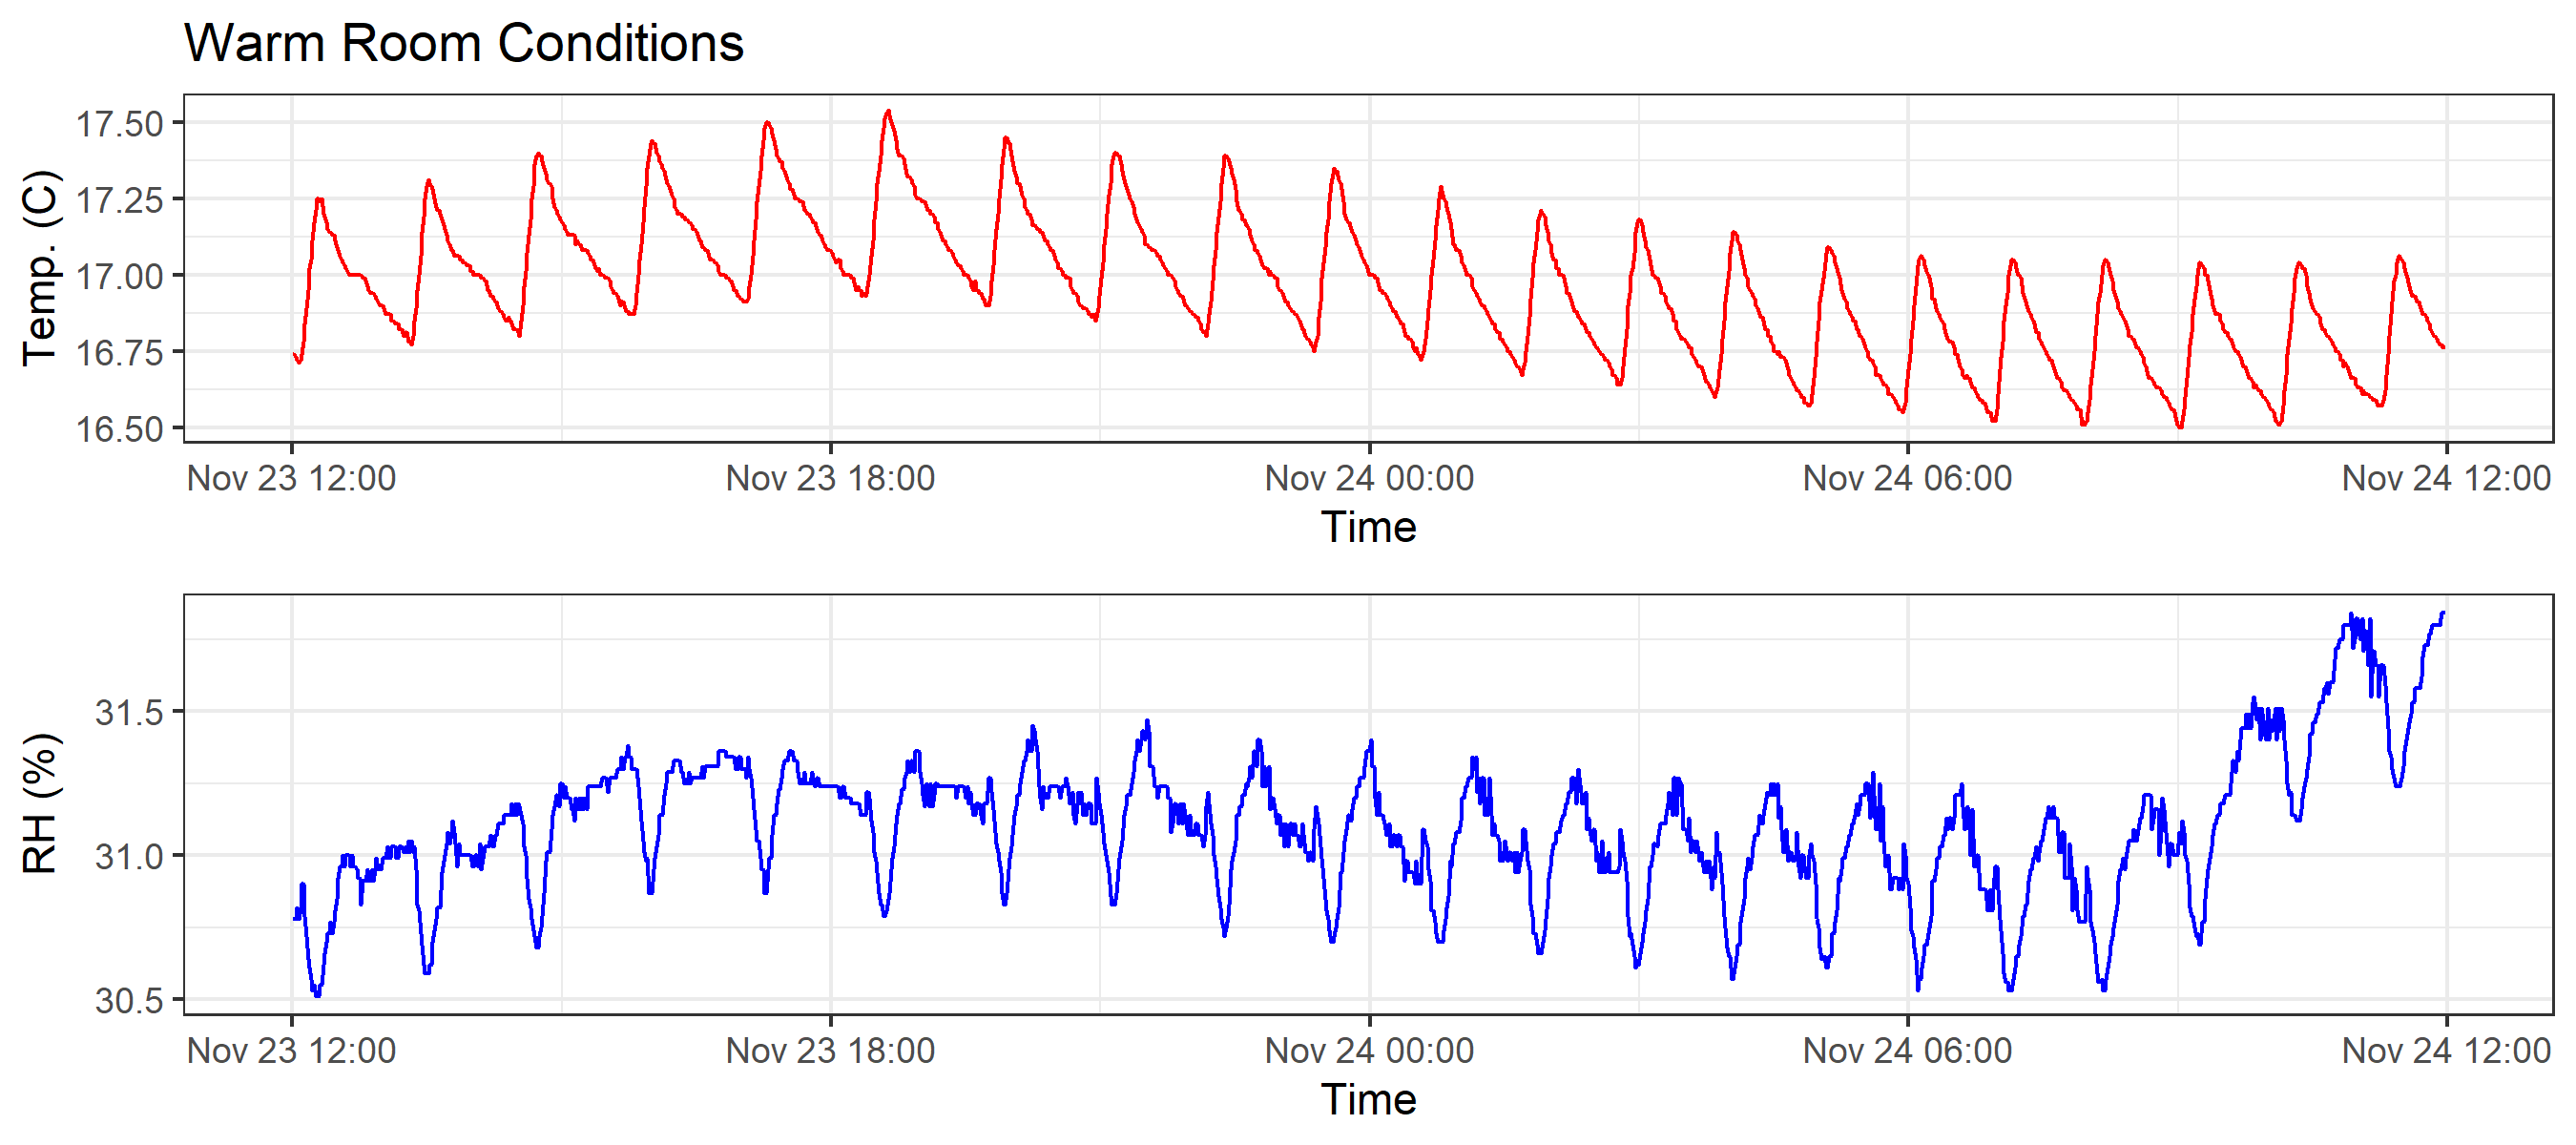 Warm Room Conditions
Temp. (C)
17.50
17.25
17.00
16.75
16.50
Nov 23 12:00 Nov 23 18:00 Nov 24 00:00 Nov 24 06:00 Nov 24 12:00
Time
RH (%)
31.5
31.0
30.5
Nov 23 12:00 Nov 23 18:00 Nov 24 00:00 Nov 24 06:00 Nov 24 12:00
Time